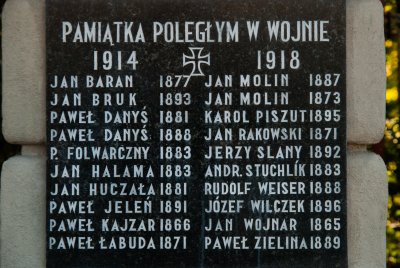 PAMIĄTKA POLEGŁYM W WOJNIE
1914 1918
JAN BARAN 1877 JAN MOLIN 1887
JAN BRUK 1893 JAN MOLIN 1873
PAWEŁ DANYŚ 1881 KAROL PISZUT 1895
PAWEŁ DANYŚ 1888 JAN RAKOWSKI 1871
P. FOLWARCZNY 1883 JERZY SLANY 1892
JAN HALAMA 1883 ANDR. STUCHLÍK 1883
JAN HUCZAŁA 1881 RUDOLF WEISER 1888
PAWEŁ JELEŃ 1891 JÓZEF WILCZEK 1896
PAWEŁ KAJZAR 1866 JAN WOJNAR 1865
PAWEŁ ŁABUDA 1871 PAWEŁ ZIELINA 1889